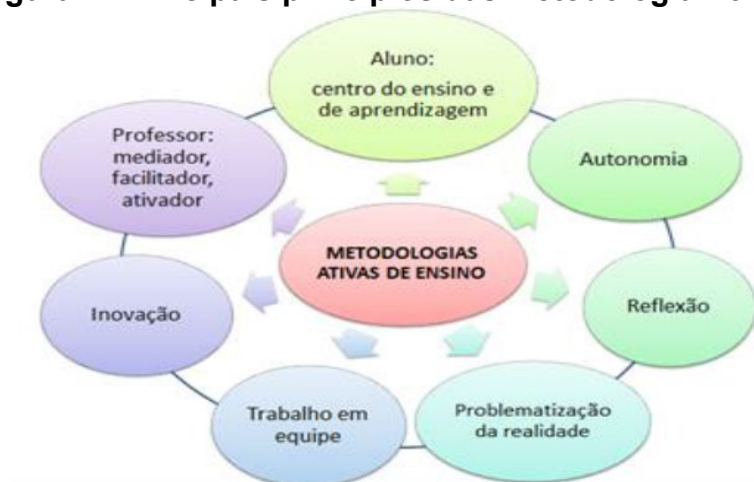 Aluno:
centro do ensino e
de aprendizagem
Autonomia
Reflexão
Problematização
da realidade
Trabalho em
equipe
Inovação
Professor:
mediador,
facilitador,
ativador
METODOLOGIAS
ATIVAS DE ENSINO